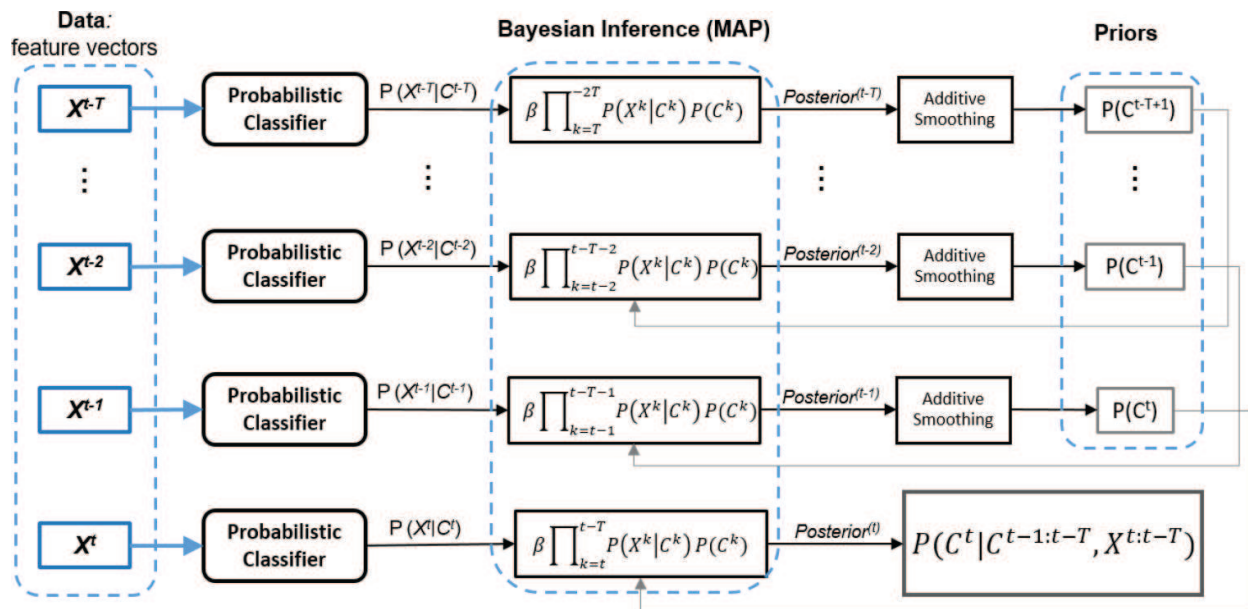 Data:
feature vectors
Bayesian Inference (MAP)
Priors
X^{t-T}
Probabilistic
Classifier
P (X^{t-T}|C^{t-T})
β∏_{k=T}^{-2T} P(X^k|C^k) P(C^k)
Posterior^{(t-T)}
Additive
Smoothing
P(C^{t-T+1})
⋮ ⋮ ⋮ ⋮
X^{t-2}
Probabilistic
Classifier
P (X^{t-2}|C^{t-2})
β∏_{k=t-2}^{t-T-2} P(X^k|C^k) P(C^k)
Posterior^{(t-2)}
Additive
Smoothing
P(C^{t-1})
X^{t-1}
Probabilistic
Classifier
P (X^{t-1}|C^{t-1})
β∏_{k=t-1}^{t-T-1} P(X^k|C^k) P(C^k)
Posterior^{(t-1)}
Additive
Smoothing
P(C^t)
X^t
Probabilistic
Classifier
P (X^t|C^t)
β∏_{k=t}^{t-T} P(X^k|C^k) P(C^k)
Posterior^{(t)}
P(C^t|C^{t-1:t-T}, X^{t:t-T})